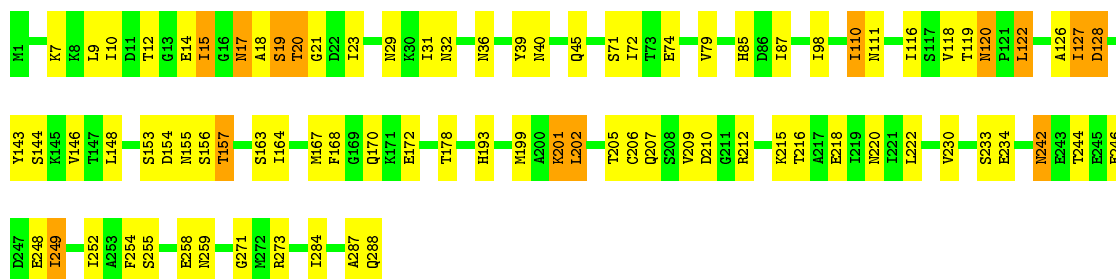 M1 K7 K8 L9 I10 D11 T12 G13 E14 I15 G16 N17 A18 S19 T20 G21 D22 I23 N29 K30 I31 N32 N36 Y39 N40 Q45 S71 I72 T73 E74 V79 H85 D86 I87 I98 I110 N111 I116 S117 V118 T119 N120 P121 L122 A126 I127 D128
Y143 S144 K145 V146 T147 L148 S153 D154 N155 S156 T157 S163 I164 M167 F168 G169 Q170 K171 E172 T178 H193 M199 A200 K201 L202 T205 C206 Q207 S208 V209 D210 G211 R212 K215 T216 A217 E218 I219 N220 I221 L222 V230 S233 E234 N242 E243 T244 E245
D247 E248 I249 I252 A253 F254 S255 E258 N259 G271 M272 R273 I284 A287 Q288